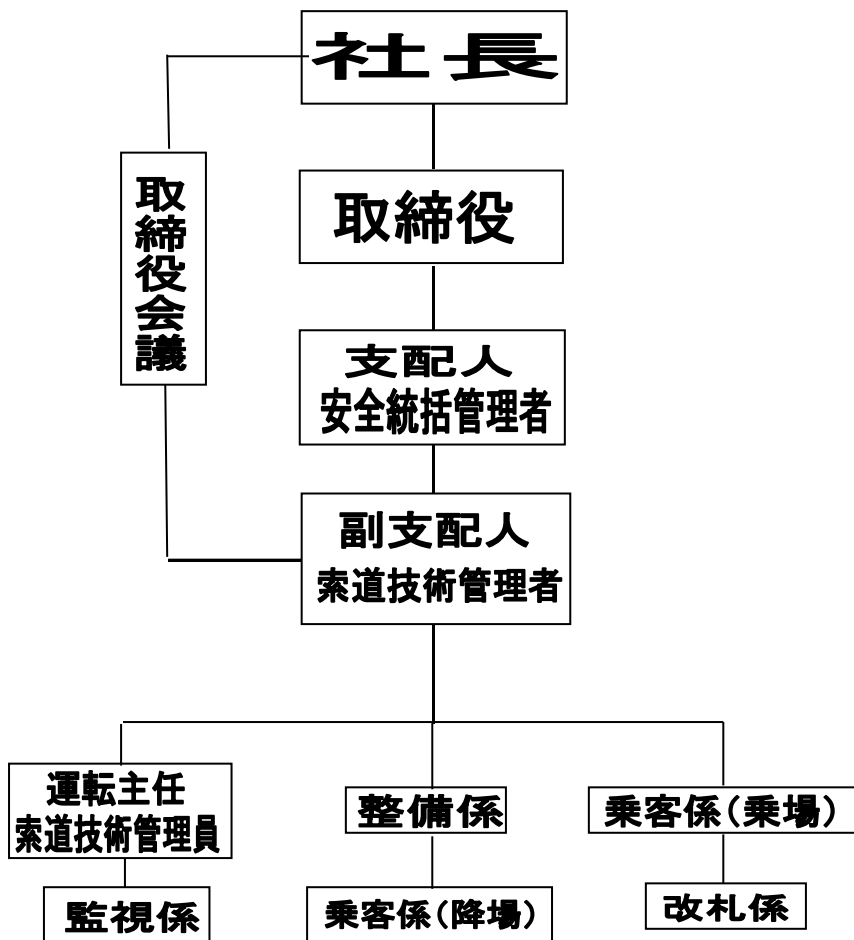 社長
取締役会議
取締役
支配人
安全統括管理者
副支配人
索道技術管理者
運転主任
索道技術管理員
整備係
乗客係(乗場)
監視係
乗客係(降場)
改札係